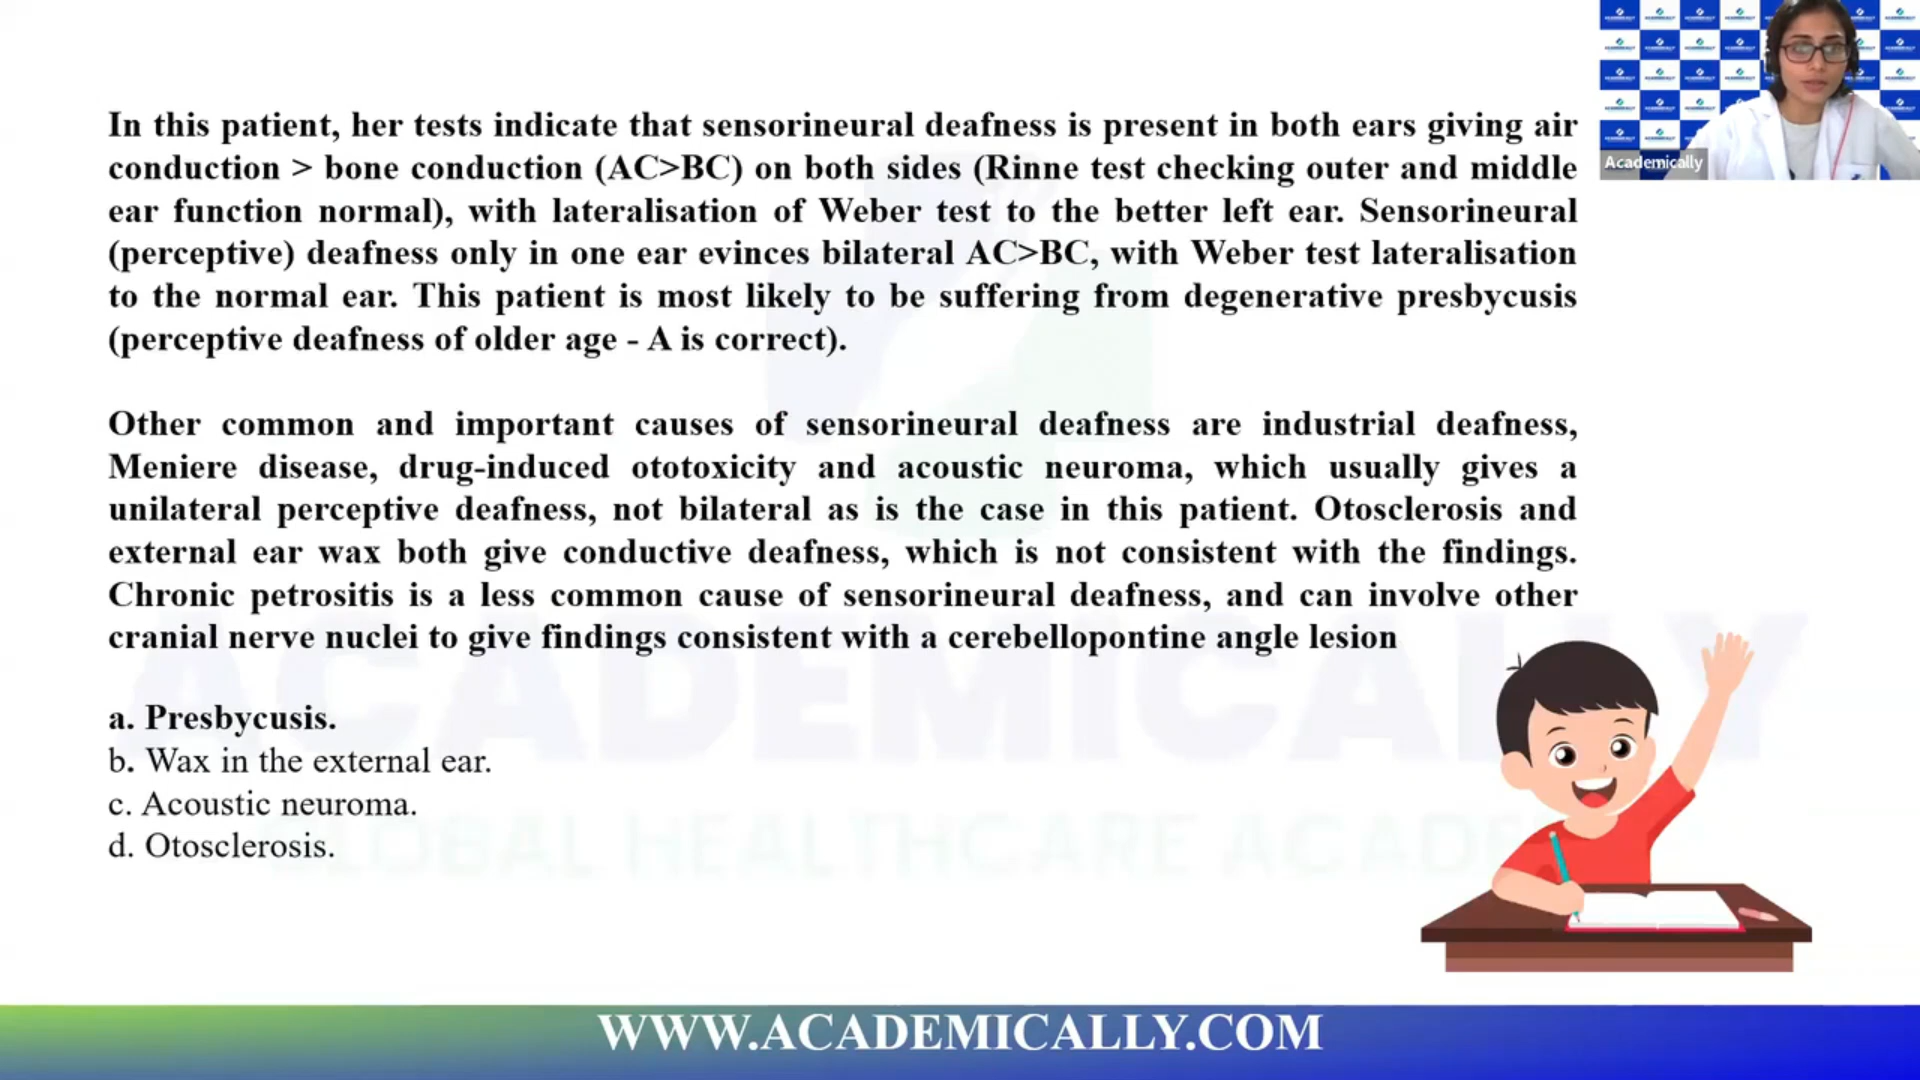 In this patient, her tests indicate that sensorineural deafness is present in both ears giving air
conduction > bone conduction (AC>BC) on both sides (Rinne test checking outer and middle
ear function normal), with lateralisation of Weber test to the better left ear. Sensorineural
(perceptive) deafness only in one ear evinces bilateral AC>BC, with Weber test lateralisation
to the normal ear. This patient is most likely to be suffering from degenerative presbycusis
(perceptive deafness of older age - A is correct).
Other common and important causes of sensorineural deafness are industrial deafness,
Meniere disease, drug-induced ototoxicity and acoustic neuroma, which usually gives a
unilateral perceptive deafness, not bilateral as is the case in this patient. Otosclerosis and
external ear wax both give conductive deafness, which is not consistent with the findings.
Chronic petrositis is a less common cause of sensorineural deafness, and can involve other
cranial nerve nuclei to give findings consistent with a cerebellopontine angle lesion
a. Presbycusis.
b. Wax in the external ear.
c. Acoustic neuroma.
d. Otosclerosis.
Academically
ACADEMICALLY
GLOBAL HEALTHCARE ACADE
WWW.ACADEMICALLY.COM